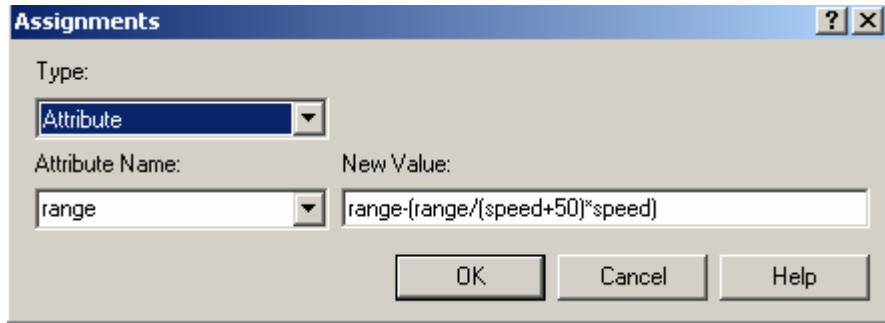 Assignments
Type:
Attribute
Attribute Name: New Value:
range range-(range/(speed+50)*speed)
OK Cancel Help